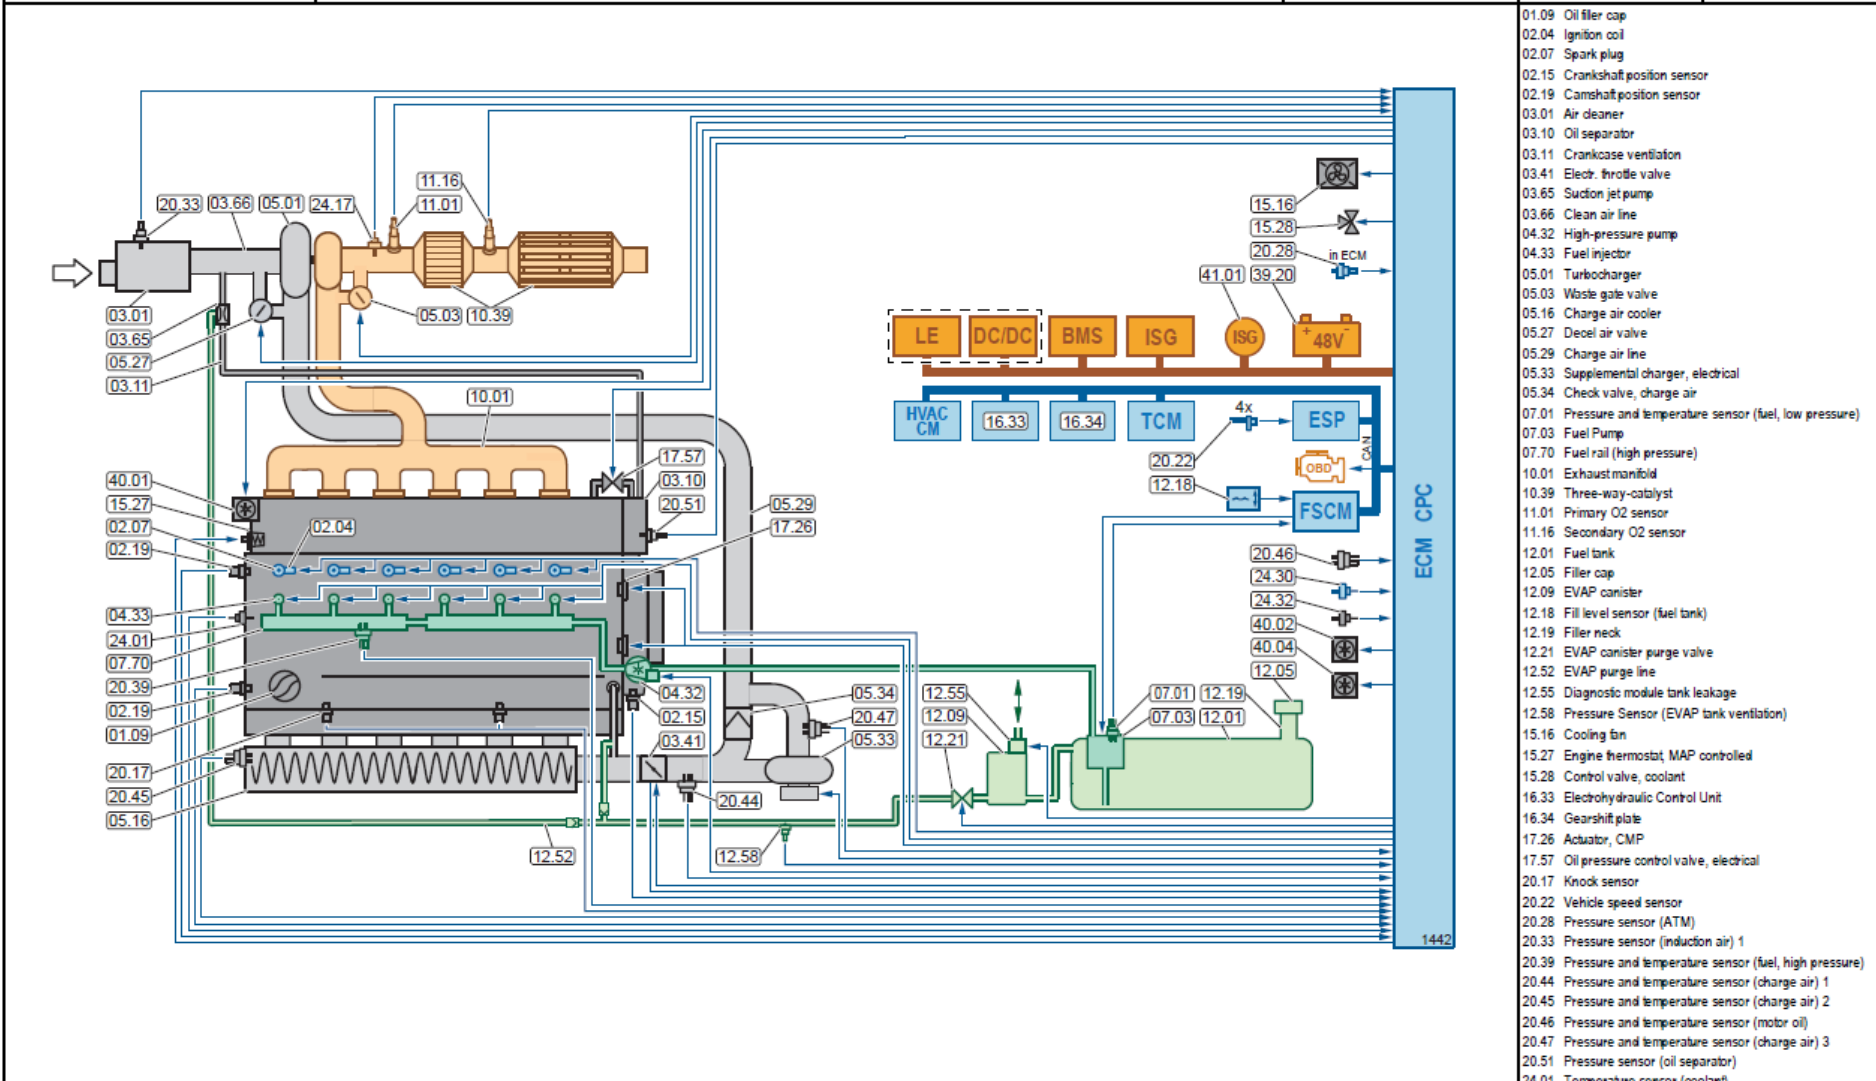 20.33
03.66
05.01
24.17
11.16
11.01
03.01
03.65
05.27
03.11
05.03
10.39
10.01
40.01
15.27
02.07
02.19
02.04
17.57
03.10
20.51
05.29
17.26
04.33
24.01
07.70
20.39
02.19
01.09
20.17
20.45
05.16
04.32
02.15
03.41
20.44
05.34
20.47
05.33
12.52
12.58
12.55
12.09
12.21
07.01
07.03
12.19
12.01
12.05
15.16
15.28
20.28
in ECM
41.01
39.20
LE
DC/DC
BMS
ISG
ISG
+ 48V -
HVAC
CM
16.33
16.34
TCM
4x
ESP
CAN
20.22
12.18
OBD
FSCM
20.46
24.30
24.32
40.02
40.04
ECM CPC
1442
01.09 Oil filler cap
02.04 Ignition coil
02.07 Spark plug
02.15 Crankshaft position sensor
02.19 Camshaft position sensor
03.01 Air cleaner
03.10 Oil separator
03.11 Crankcase ventilation
03.41 Electr. throttle valve
03.65 Suction jet pump
03.66 Clean air line
04.32 High-pressure pump
04.33 Fuel injector
05.01 Turbocharger
05.03 Waste gate valve
05.16 Charge air cooler
05.27 Decel air valve
05.29 Charge air line
05.33 Supplemental charger, electrical
05.34 Check valve, charge air
07.01 Pressure and temperature sensor (fuel, low pressure)
07.03 Fuel Pump
07.70 Fuel rail (high pressure)
10.01 Exhaust manifold
10.39 Three-way-catalyst
11.01 Primary O2 sensor
11.16 Secondary O2 sensor
12.01 Fuel tank
12.05 Filler cap
12.09 EVAP canister
12.18 Fill level sensor (fuel tank)
12.19 Filler neck
12.21 EVAP canister purge valve
12.52 EVAP purge line
12.55 Diagnostic module tank leakage
12.58 Pressure Sensor (EVAP tank ventilation)
15.16 Cooling fan
15.27 Engine thermostat, MAP controlled
15.28 Control valve, coolant
16.33 Electrohydraulic Control Unit
16.34 Gearshift plate
17.26 Actuator, CMP
17.57 Oil pressure control valve, electrical
20.17 Knock sensor
20.22 Vehicle speed sensor
20.28 Pressure sensor (ATM)
20.33 Pressure sensor (induction air) 1
20.39 Pressure and temperature sensor (fuel, high pressure)
20.44 Pressure and temperature sensor (charge air) 1
20.45 Pressure and temperature sensor (charge air) 2
20.46 Pressure and temperature sensor (motor oil)
20.47 Pressure and temperature sensor (charge air) 3
20.51 Pressure sensor (oil separator)
24.01 Temperature sensor (coolant)